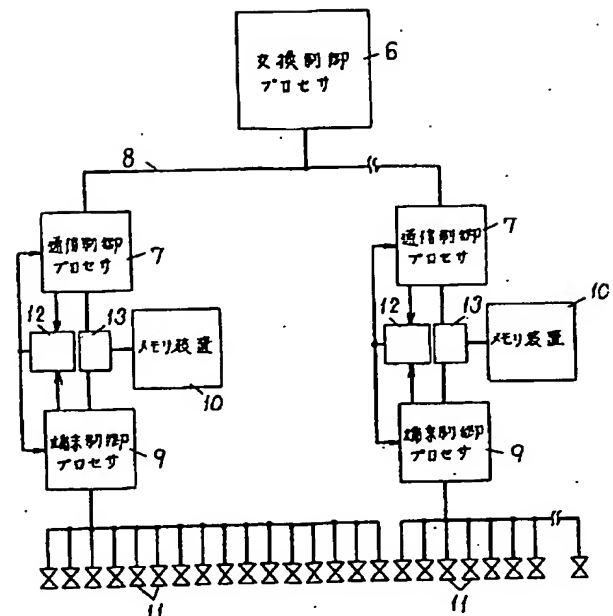 交換制御
プロセサ
6
8
通信制御
プロセサ
7
通信制御
プロセサ
7
12
13
メモリ装置
10
12
13
メモリ装置
10
端末制御
プロセサ
9
端末制御
プロセサ
9
11
11